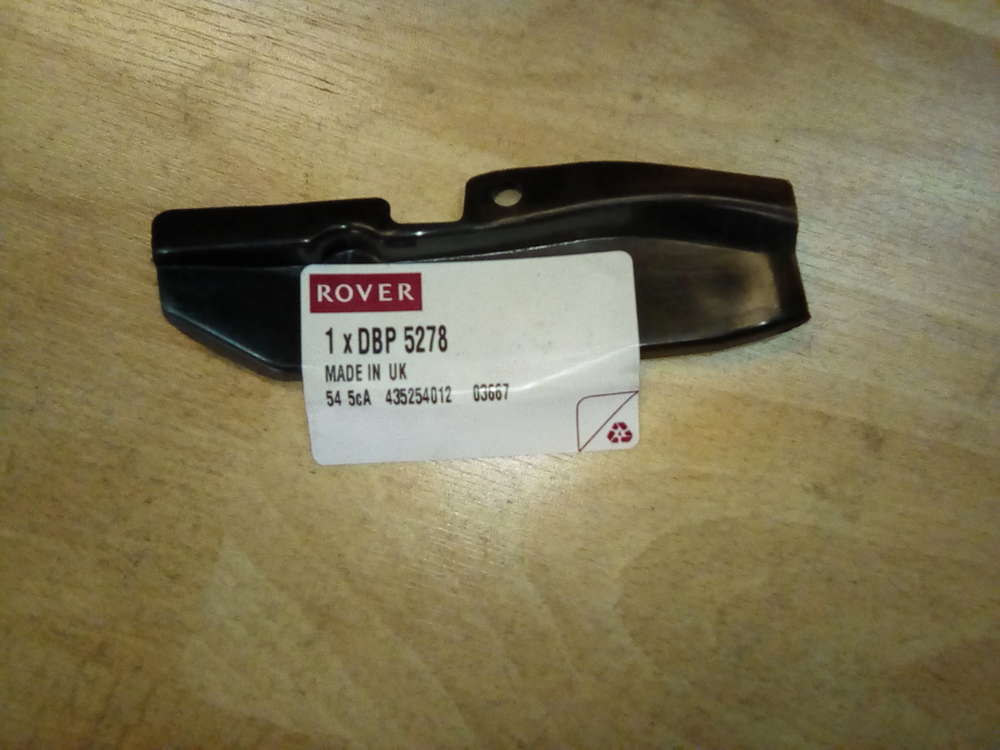 ROVER
1 x DBP 5278
MADE IN UK
54 5cA 435254012 03667